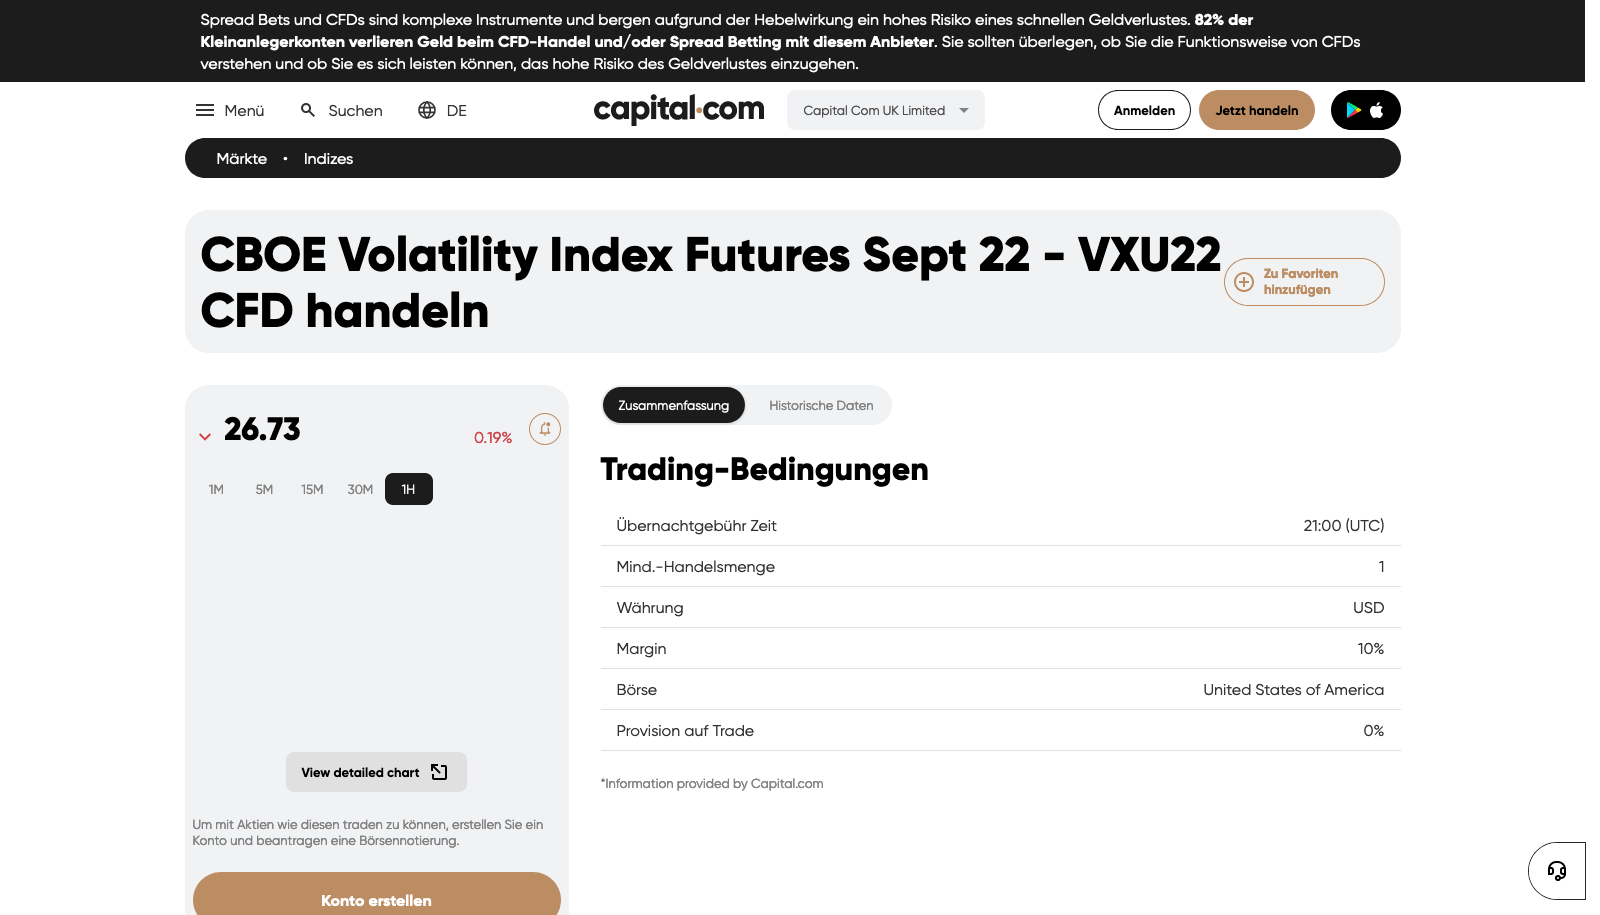 Spread Bets und CFDs sind komplexe Instrumente und bergen aufgrund der Hebelwirkung ein hohes Risiko eines schnellen Geldverlustes. 82% der
Kleinanlegerkonten verlieren Geld beim CFD-Handel und/oder Spread Betting mit diesem Anbieter. Sie sollten überlegen, ob Sie die Funktionsweise von CFDs
verstehen und ob Sie es sich leisten können, das hohe Risiko des Geldverlustes einzugehen.
Menü
Suchen
DE
capital.com
Capital Com UK Limited
Anmelden
Jetzt handeln
Märkte • Indizes
CBOE Volatility Index Futures Sept 22 - VXU22
CFD handeln
Zu Favoriten
hinzufügen
26.73
0.19%
1M 5M 15M 30M 1H
View detailed chart
Um mit Aktien wie diesen traden zu können, erstellen Sie ein
Konto und beantragen eine Börsennotierung.
Konto erstellen
Zusammenfassung
Historische Daten
Trading-Bedingungen
Übernachtgebühr Zeit 21:00 (UTC)
Mind.-Handelsmenge 1
Währung USD
Margin 10%
Börse United States of America
Provision auf Trade 0%
*Information provided by Capital.com